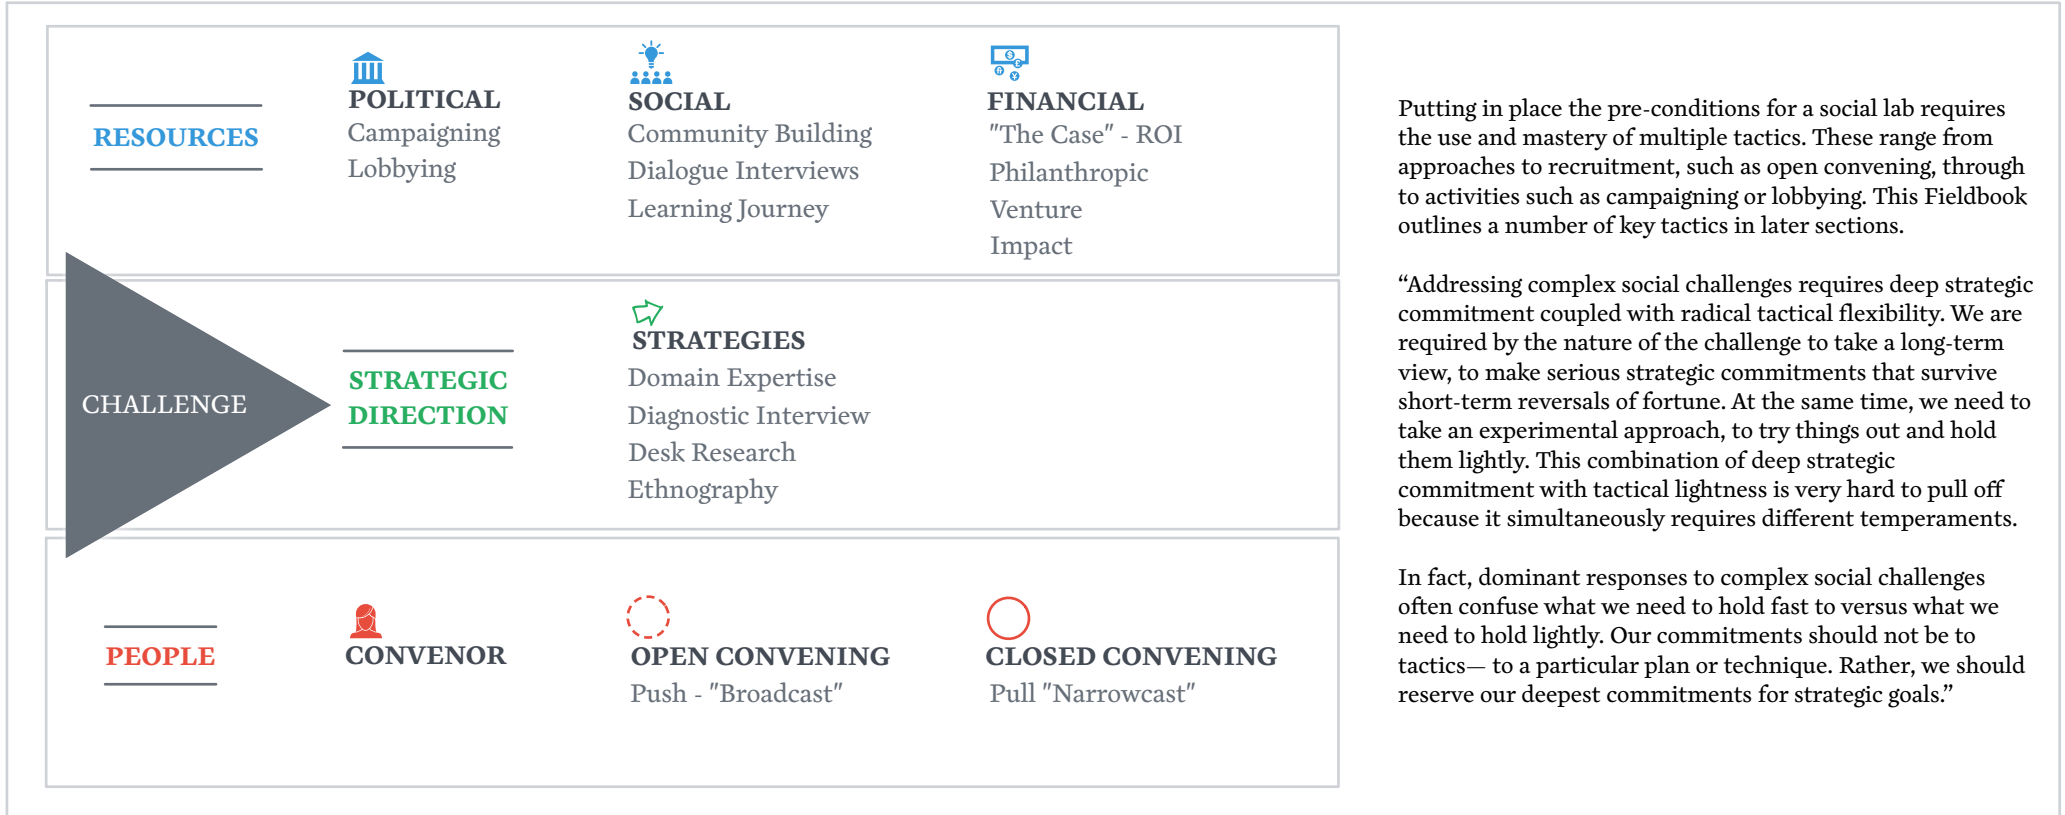 RESOURCES
POLITICAL
Campaigning
Lobbying
SOCIAL
Community Building
Dialogue Interviews
Learning Journey
FINANCIAL
"The Case" - ROI
Philanthropic
Venture
Impact
CHALLENGE
STRATEGIC
DIRECTION
STRATEGIES
Domain Expertise
Diagnostic Interview
Desk Research
Ethnography
PEOPLE
CONVENOR
OPEN CONVENING
Push - "Broadcast"
CLOSED CONVENING
Pull "Narrowcast"
Putting in place the pre-conditions for a social lab requires
the use and mastery of multiple tactics. These range from
approaches to recruitment, such as open convening, through
to activities such as campaigning or lobbying. This Fieldbook
outlines a number of key tactics in later sections.
“Addressing complex social challenges requires deep strategic
commitment coupled with radical tactical flexibility. We are
required by the nature of the challenge to take a long-term
view, to make serious strategic commitments that survive
short-term reversals of fortune. At the same time, we need to
take an experimental approach, to try things out and hold
them lightly. This combination of deep strategic
commitment with tactical lightness is very hard to pull off
because it simultaneously requires different temperaments.
In fact, dominant responses to complex social challenges
often confuse what we need to hold fast to versus what we
need to hold lightly. Our commitments should not be to
tactics— to a particular plan or technique. Rather, we should
reserve our deepest commitments for strategic goals.”